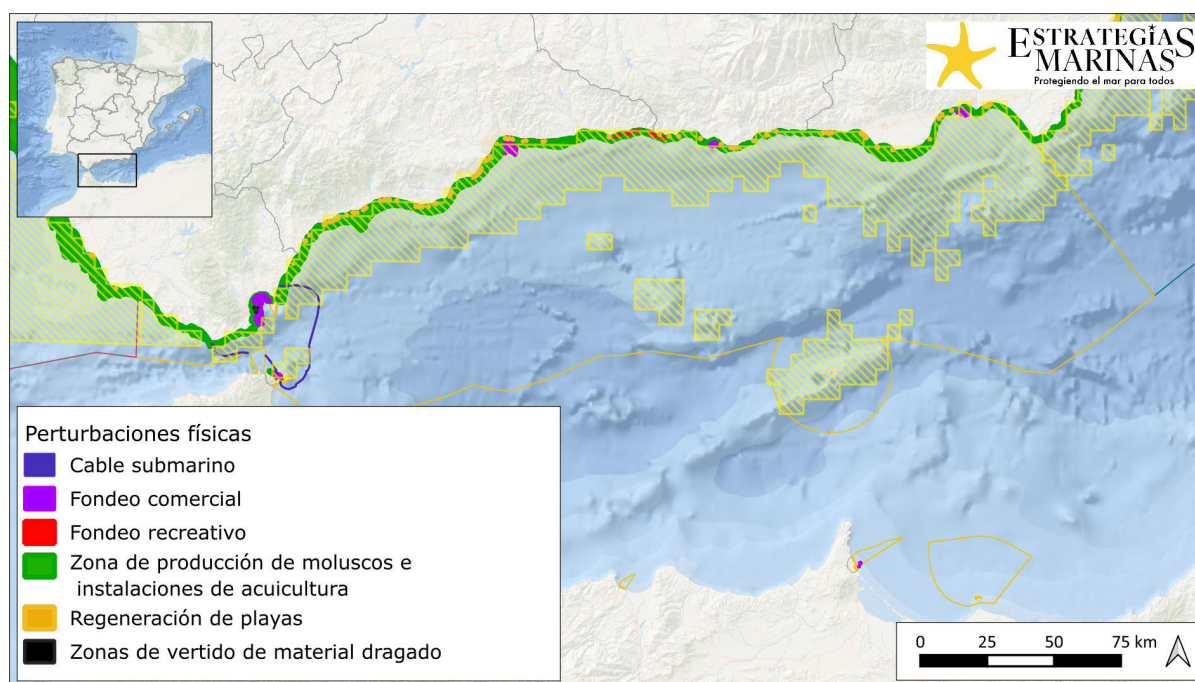 ESTRATEGIAS
MARINAS
Protegiendo el mar para todos
Perturbaciones físicas
Cable submarino
Fondeo comercial
Fondeo recreativo
Zona de producción de moluscos e
instalaciones de acuicultura
Regeneración de playas
Zonas de vertido de material dragado
0 25 50 75 km